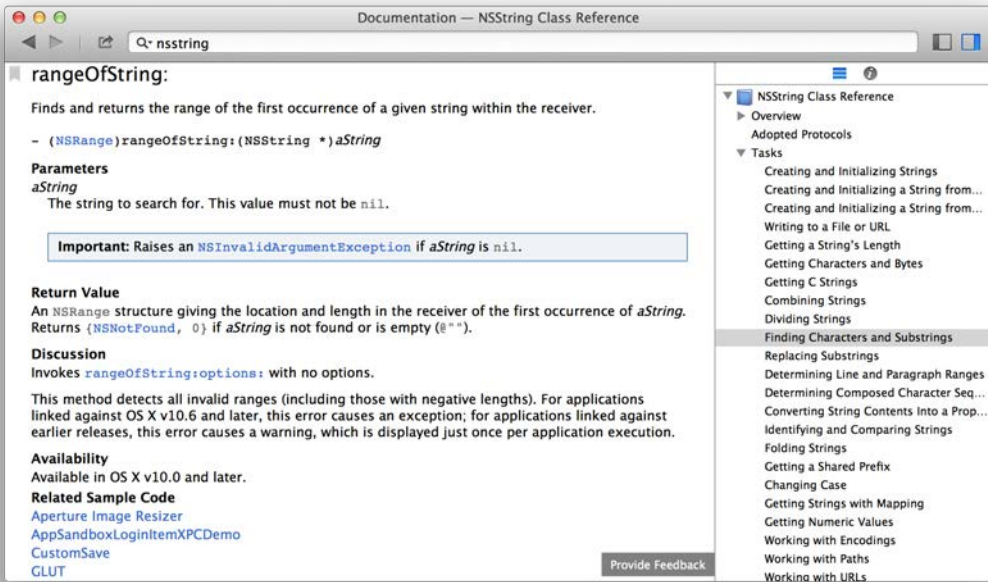 Documentation — NSString Class Reference
nsstring
rangeOfString:
Finds and returns the range of the first occurrence of a given string within the receiver.
- (NSRange)rangeOfString:(NSString *)aString
Parameters
aString
The string to search for. This value must not be nil.
Important: Raises an NSInvalidArgumentException if aString is nil.
Return Value
An NSRange structure giving the location and length in the receiver of the first occurrence of aString.
Returns {NSNotFound, 0} if aString is not found or is empty (@"").
Discussion
Invokes rangeOfString:options: with no options.
This method detects all invalid ranges (including those with negative lengths). For applications
linked against OS X v10.6 and later, this error causes an exception; for applications linked against
earlier releases, this error causes a warning, which is displayed just once per application execution.
Availability
Available in OS X v10.0 and later.
Related Sample Code
Aperture Image Resizer
AppSandboxLoginItemXPCDemo
CustomSave
GLUT
Provide Feedback
NSString Class Reference
Overview
Adopted Protocols
Tasks
Creating and Initializing Strings
Creating and Initializing a String from...
Creating and Initializing a String from...
Writing to a File or URL
Getting a String's Length
Getting Characters and Bytes
Getting C Strings
Combining Strings
Dividing Strings
Finding Characters and Substrings
Replacing Substrings
Determining Line and Paragraph Ranges
Determining Composed Character Seq...
Converting String Contents Into a Prop...
Identifying and Comparing Strings
Folding Strings
Getting a Shared Prefix
Changing Case
Getting Strings with Mapping
Getting Numeric Values
Working with Encodings
Working with Paths
Working with URLs